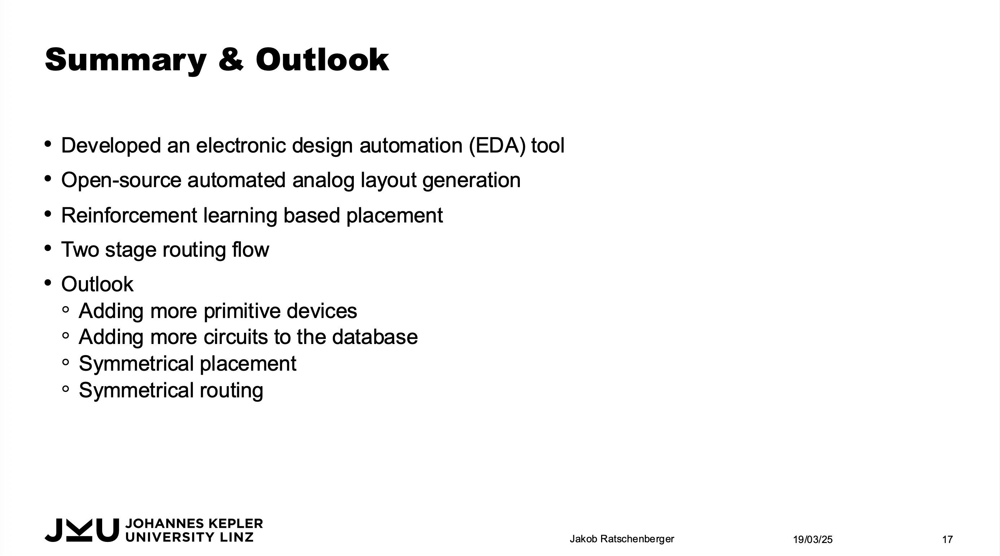 Summary & Outlook
• Developed an electronic design automation (EDA) tool
• Open-source automated analog layout generation
• Reinforcement learning based placement
• Two stage routing flow
• Outlook
◦ Adding more primitive devices
◦ Adding more circuits to the database
◦ Symmetrical placement
◦ Symmetrical routing
JKU JOHANNES KEPLER
UNIVERSITY LINZ
Jakob Ratschenberger
19/03/25
17